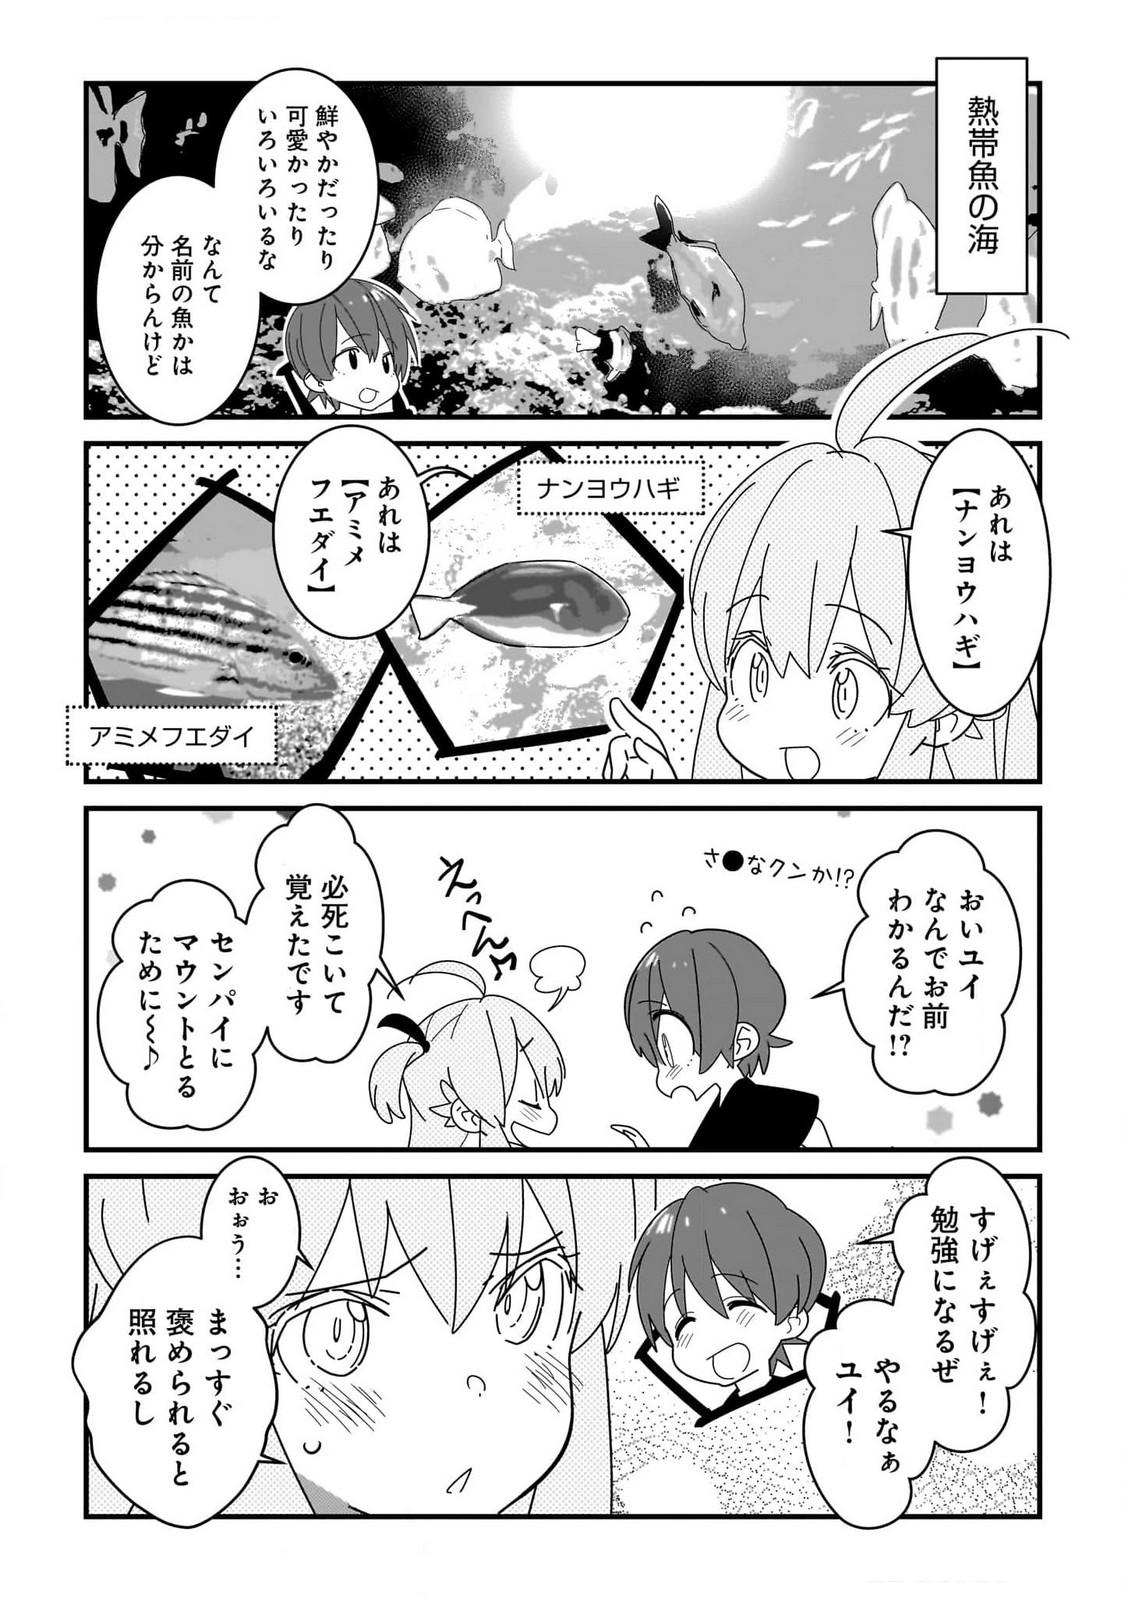 熱帯魚の海
鮮やかだったり
可愛かったり
いろいろいるな
なんて
名前の魚かは
分からんけど
あれは
【ナンヨウハギ】
ナンヨウハギ
あれは
【アミメ
フエダイ】
アミメフエダイ
おいユイ
なんでお前
わかるんだ!?
さ●なクンか!?
えっへん♪
必死こいて
覚えたです
センパイに
マウントとる
ために〜♪
すげぇすげぇ！
勉強になるぜ
やるなぁ
ユイ！
お
おぉぅ…
まっすぐ
褒められると
照れるし